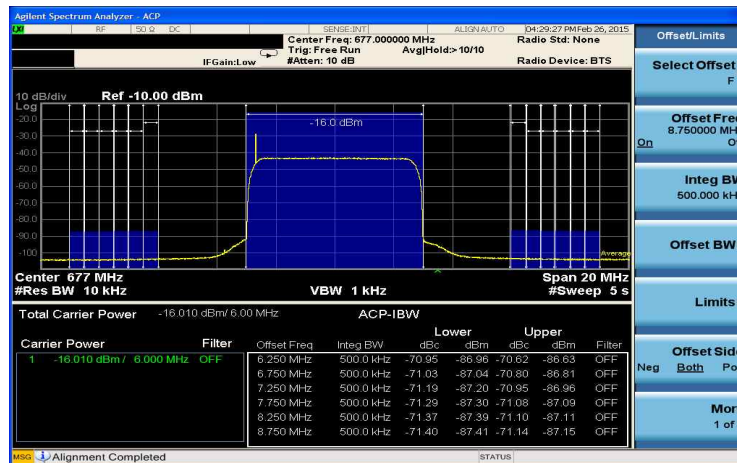 Agilent Spectrum Analyzer - ACP
LXI RF 50 Ω DC SENSE:INT ALIGN AUTO 04:29:27 PM Feb 26, 2015
Center Freq: 677.000000 MHz Radio Std: None
Trig: Free Run Avg|Hold:> 10/10
IFGain:Low #Atten: 10 dB Radio Device: BTS
10 dB/div Ref -10.00 dBm
Log
-20.0
-30.0
-40.0
-50.0
-60.0
-70.0
-80.0
-90.0
-100
-16.0 dBm
Average
Center 677 MHz Span 20 MHz
#Res BW 10 kHz VBW 1 kHz #Sweep 5 s
Total Carrier Power -16.010 dBm/ 6.00 MHz ACP-IBW
Lower Upper
Carrier Power Filter Offset Freq Integ BW dBc dBm dBc dBm Filter
1 -16.010 dBm / 6.000 MHz OFF 6.250 MHz 500.0 kHz -70.95 -86.96 -70.62 -86.63 OFF
6.750 MHz 500.0 kHz -71.03 -87.04 -70.80 -86.81 OFF
7.250 MHz 500.0 kHz -71.19 -87.20 -70.95 -86.96 OFF
7.750 MHz 500.0 kHz -71.29 -87.30 -71.08 -87.09 OFF
8.250 MHz 500.0 kHz -71.37 -87.39 -71.10 -87.11 OFF
8.750 MHz 500.0 kHz -71.40 -87.41 -71.14 -87.15 OFF
MSG Alignment Completed STATUS
Offset/Limits
Select Offset
F
Offset Fre
8.750000 MH
On O
Integ B
500.000 kH
Offset BW
Limits
Offset Sid
Neg Both Po
Mor
1 of